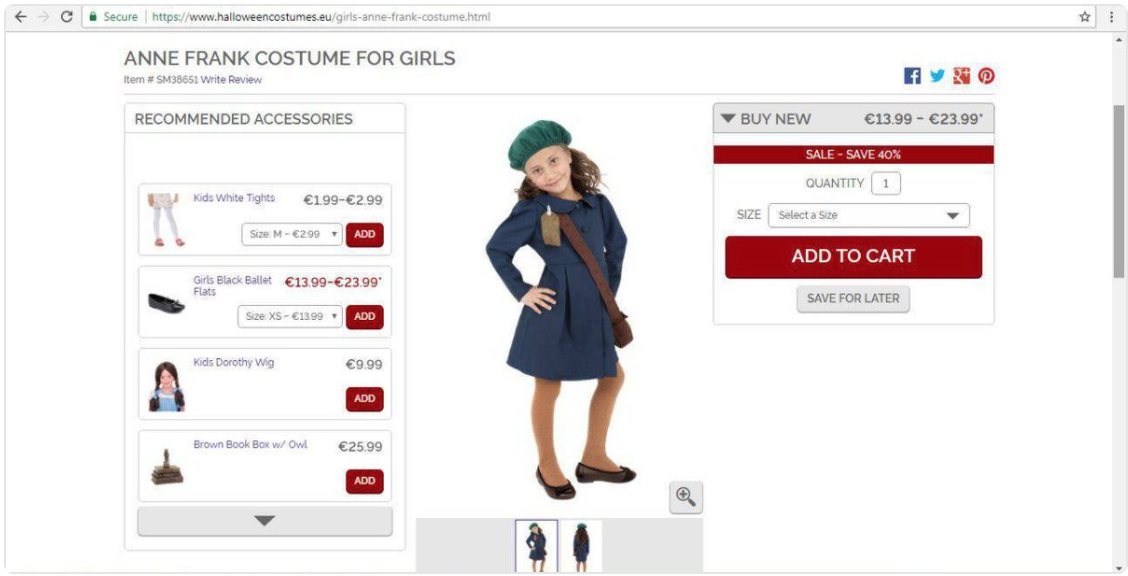 Secure https://www.halloweencostumes.eu/girls-anne-frank-costume.html
ANNE FRANK COSTUME FOR GIRLS
Item # SM38651 Write Review
RECOMMENDED ACCESSORIES
Kids White Tights €1.99-€2.99
Size: M - €2.99 ADD
Girls Black Ballet €13.99-€23.99*
Flats
Size: XS - €13.99 ADD
Kids Dorothy Wig €9.99
ADD
Brown Book Box w/ Owl €25.99
ADD
BUY NEW €13.99 - €23.99*
SALE - SAVE 40%
QUANTITY 1
SIZE Select a Size
ADD TO CART
SAVE FOR LATER